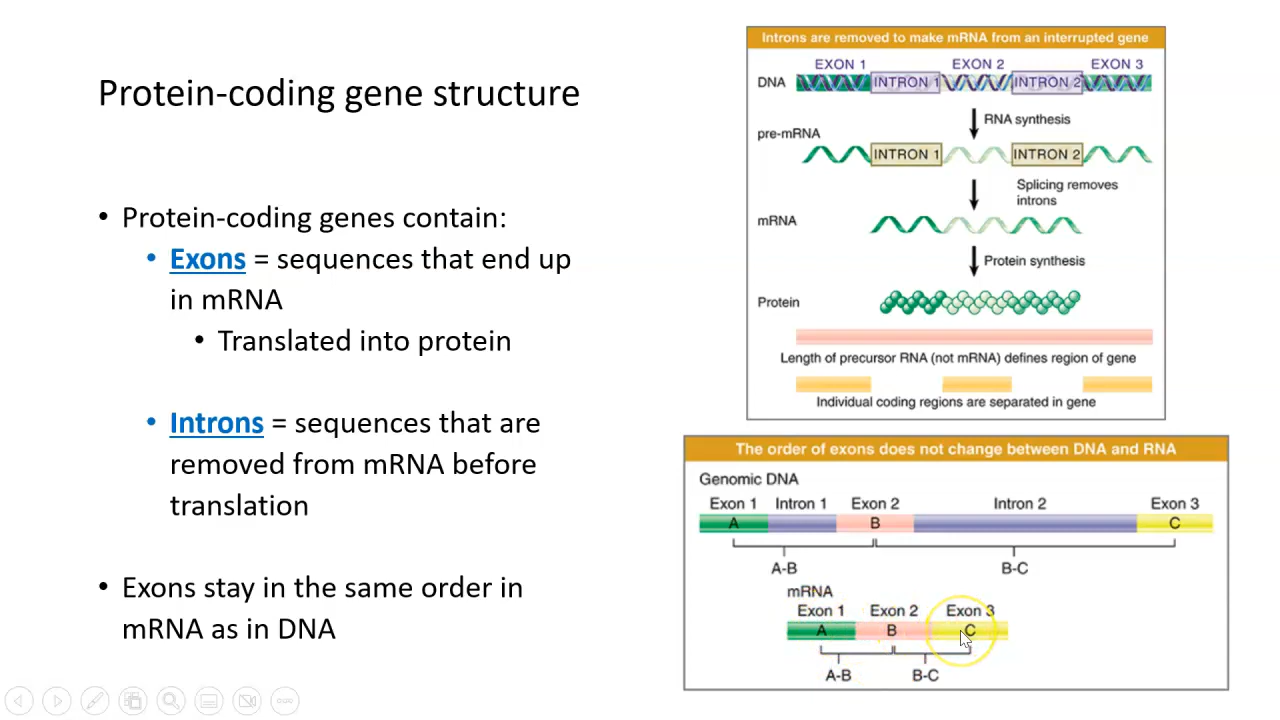 Protein-coding gene structure
• Protein-coding genes contain:
• Exons = sequences that end up
in mRNA
• Translated into protein
• Introns = sequences that are
removed from mRNA before
translation
• Exons stay in the same order in
mRNA as in DNA
Introns are removed to make mRNA from an interrupted gene
EXON 1 EXON 2 EXON 3
DNA INTRON 1 INTRON 2
RNA synthesis
pre-mRNA
INTRON 1 INTRON 2
Splicing removes
introns
mRNA
Protein synthesis
Protein
Length of precursor RNA (not mRNA) defines region of gene
Individual coding regions are separated in gene
The order of exons does not change between DNA and RNA
Genomic DNA
Exon 1 Intron 1 Exon 2 Intron 2 Exon 3
A B C
A-B B-C
mRNA
Exon 1 Exon 2 Exon 3
A B C
A-B B-C